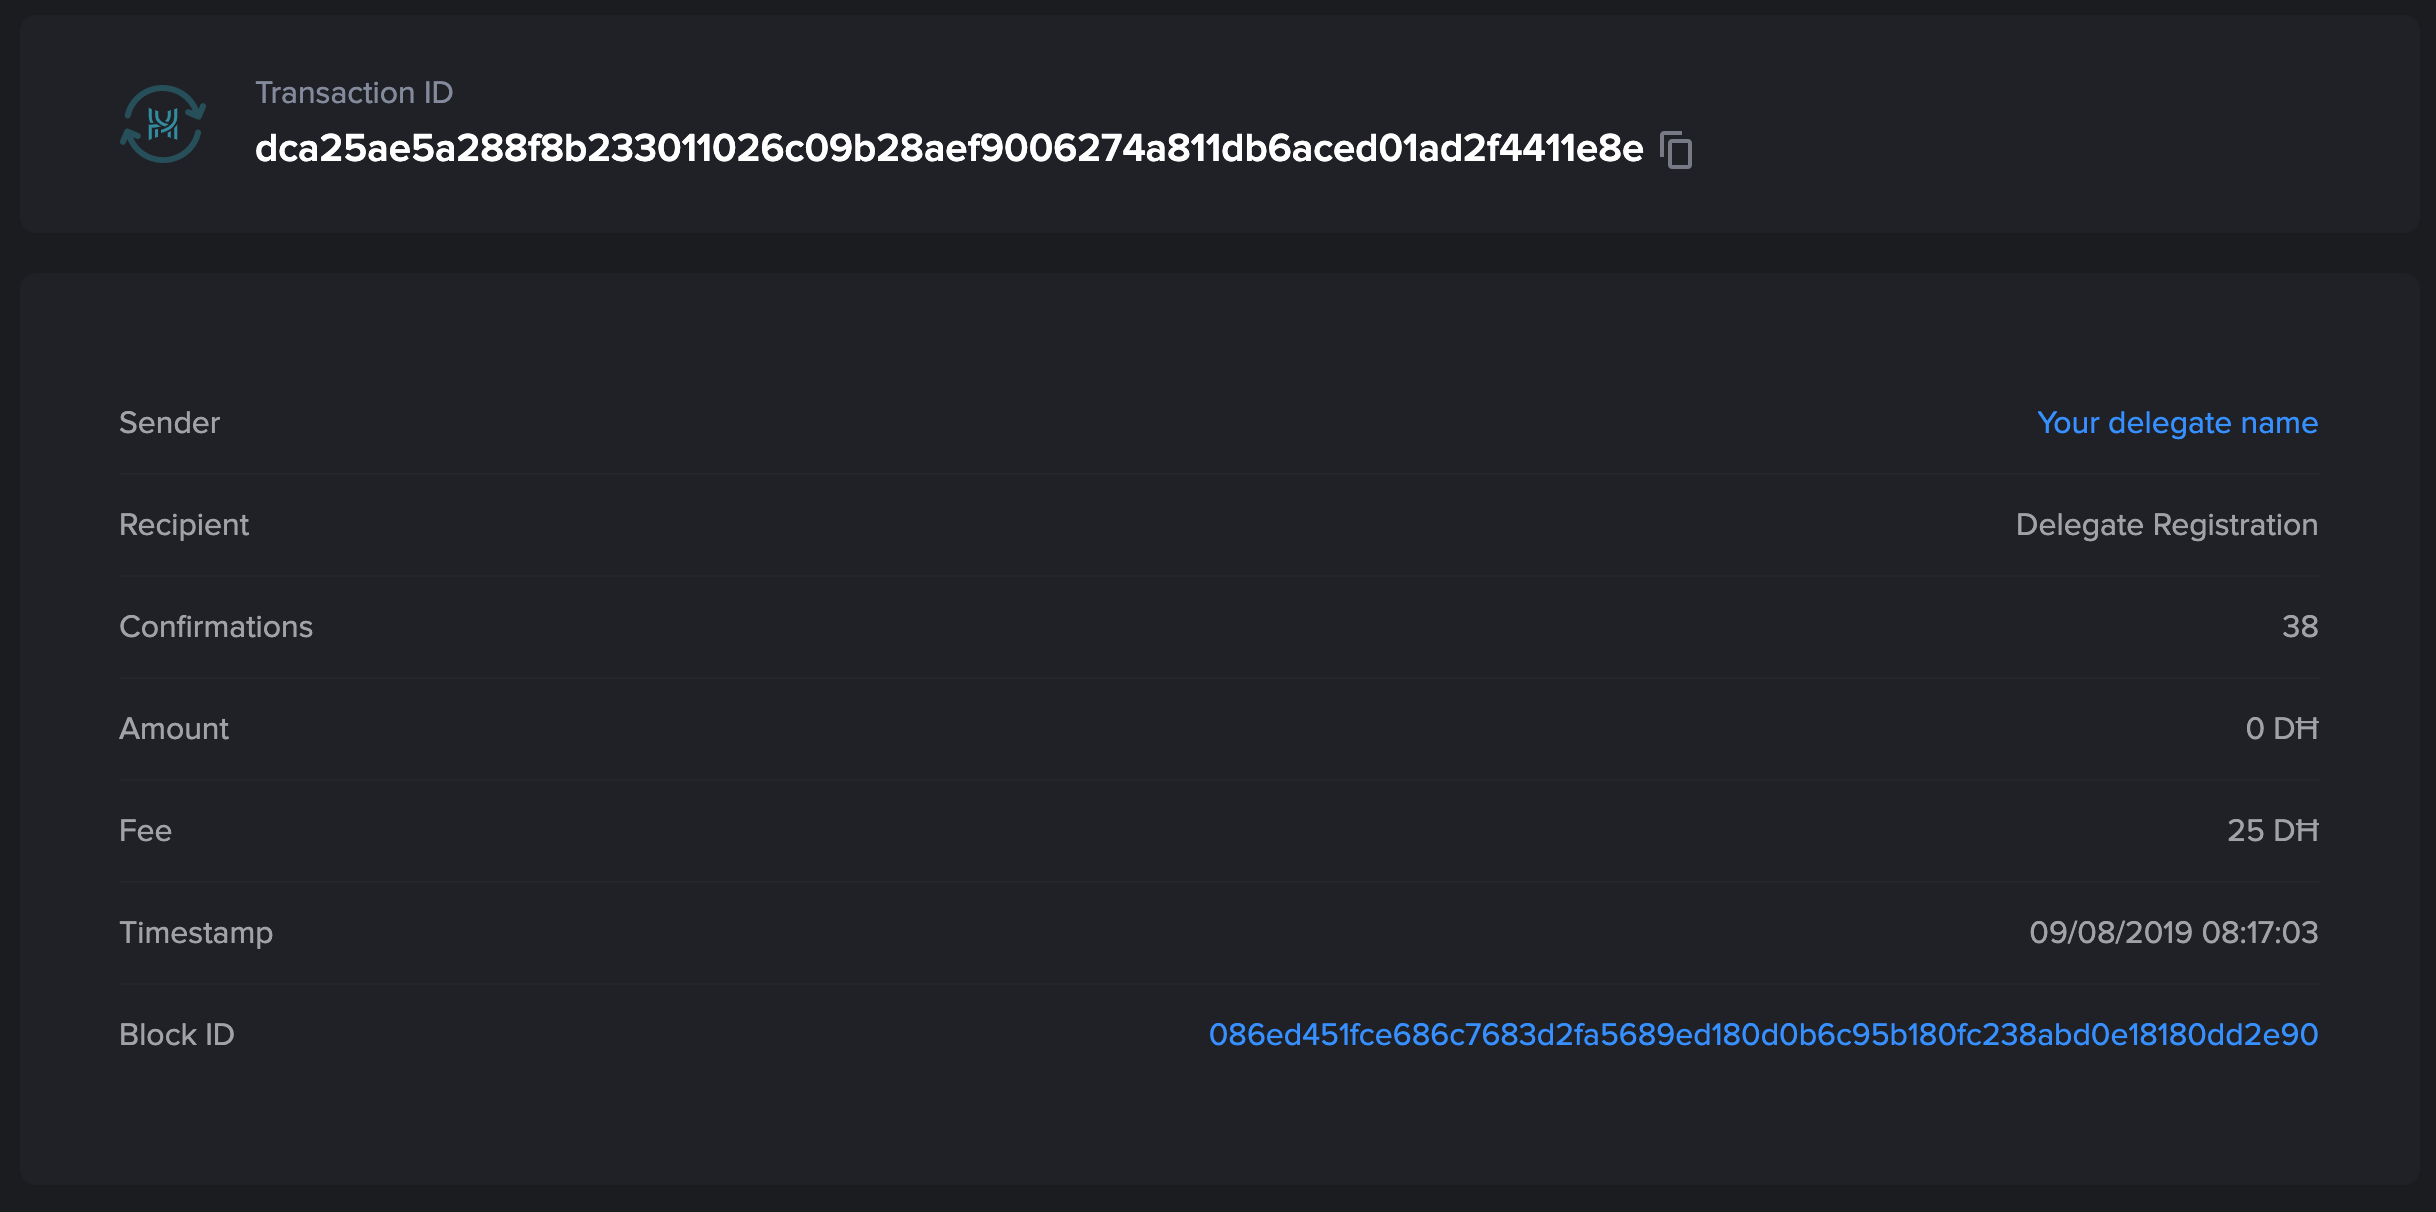 Transaction ID
dca25ae5a288f8b233011026c09b28aef9006274a811db6aced01ad2f4411e8e
Sender Your delegate name
Recipient Delegate Registration
Confirmations 38
Amount 0 DĦ
Fee 25 DĦ
Timestamp 09/08/2019 08:17:03
Block ID 086ed451fce686c7683d2fa5689ed180d0b6c95b180fc238abd0e18180dd2e90